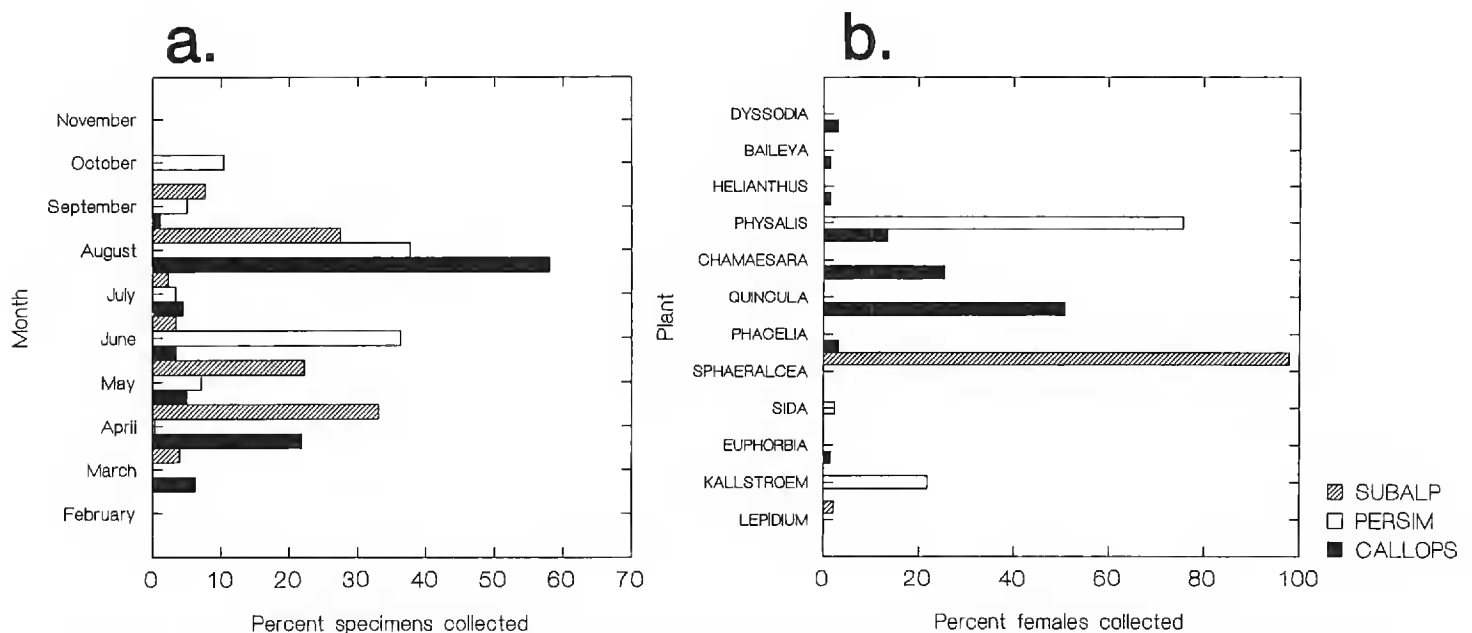 a.
November
October
September
August
July
June
May
April
March
February
Month
0 10 20 30 40 50 60 70
Percent specimens collected
b.
DYSSODIA
BAILEYA
HELIANTHUS
PHYSALIS
CHAMAESARA
QUINCULA
PHACELIA
SPHAERALCEA
SIDA
EUPHORBIA
KALLSTROEM
LEPIDIUM
Plant
0 20 40 60 80 100
Percent females collected
SUBALP
PERSIM
CALLOPS